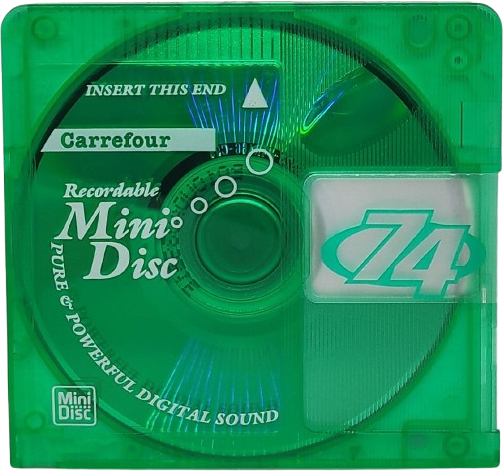 INSERT THIS END
Carrefour
Recordable
Mini
Disc
PURE & POWERFUL DIGITAL SOUND
74
Mini
Disc